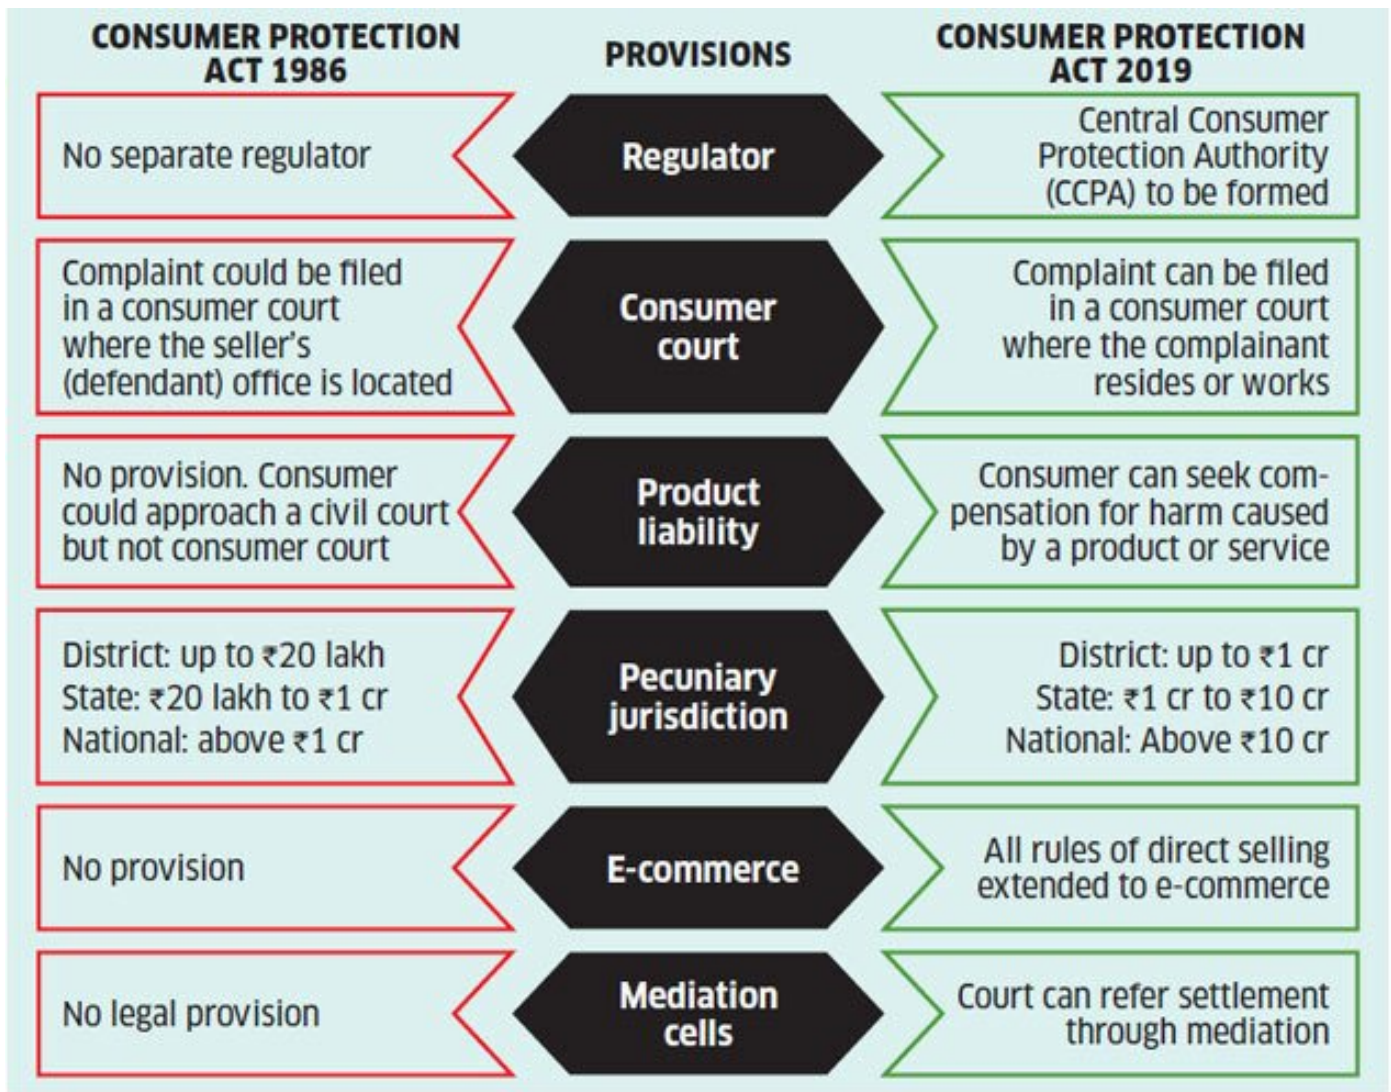 CONSUMER PROTECTION
ACT 1986
PROVISIONS
CONSUMER PROTECTION
ACT 2019
No separate regulator
Regulator
Central Consumer
Protection Authority
(CCPA) to be formed
Complaint could be filed
in a consumer court
where the seller's
(defendant) office is located
Consumer
court
Complaint can be filed
in a consumer court
where the complainant
resides or works
No provision. Consumer
could approach a civil court
but not consumer court
Product
liability
Consumer can seek com-
pensation for harm caused
by a product or service
District: up to ₹20 lakh
State: ₹20 lakh to ₹1 cr
National: above ₹1 cr
Pecuniary
jurisdiction
District: up to ₹1 cr
State: ₹1 cr to ₹10 cr
National: Above ₹10 cr
No provision
E-commerce
All rules of direct selling
extended to e-commerce
No legal provision
Mediation
cells
Court can refer settlement
through mediation